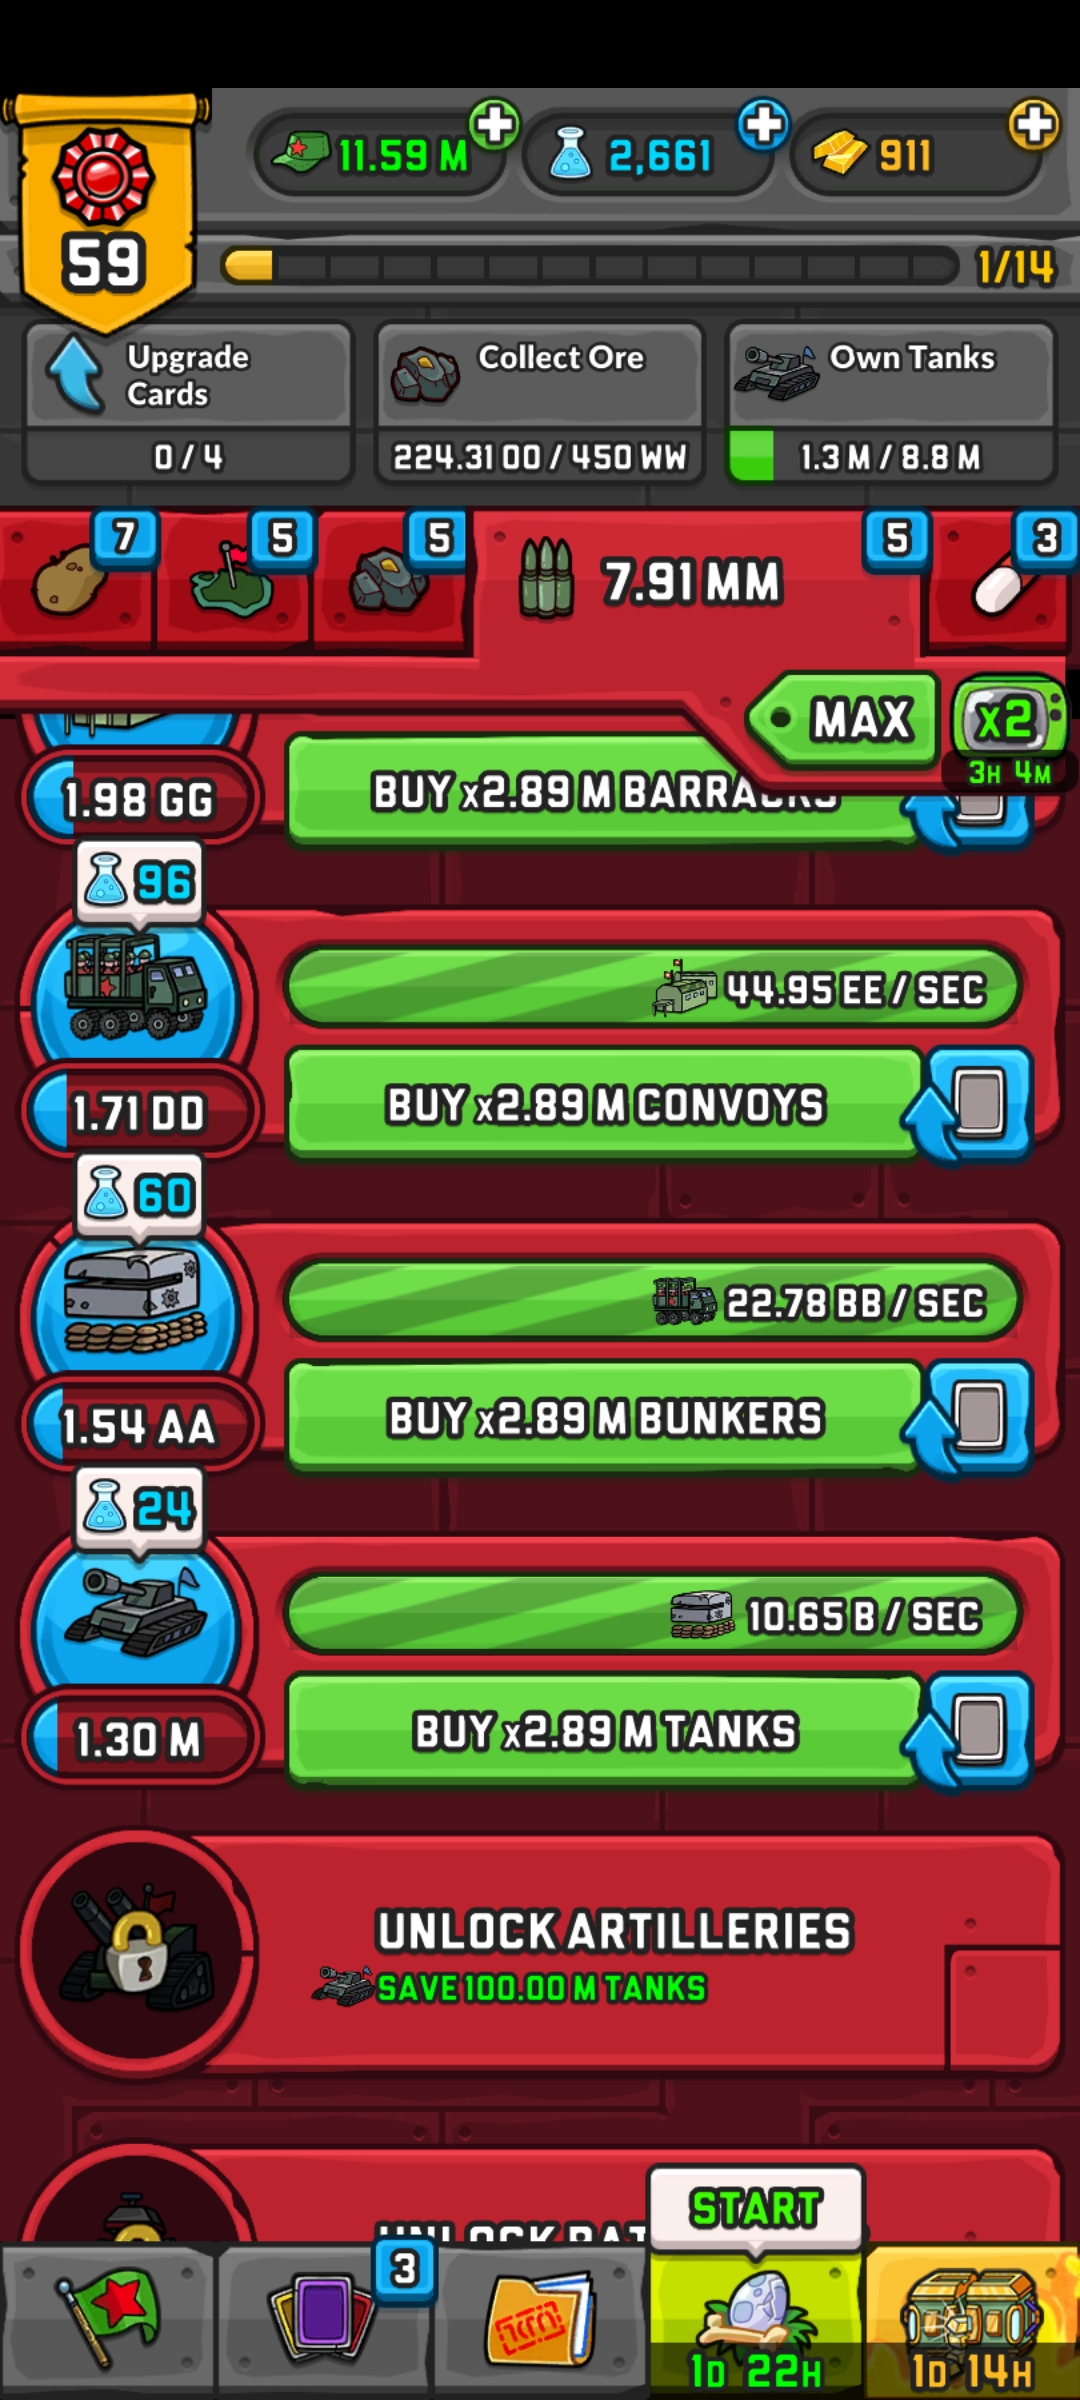 11.59 M
2,661
911
59
1/14
Upgrade
Cards
0 / 4
Collect Ore
224.31 OO / 450 WW
Own Tanks
1.3 M / 8.8 M
7
5
5
7.91 MM
5
3
MAX
x2
3H 4M
1.98 GG
BUY x2.89 M BARRACKS
96
44.95 EE / SEC
1.71 DD
BUY x2.89 M CONVOYS
60
22.78 BB / SEC
1.54 AA
BUY x2.89 M BUNKERS
24
10.65 B / SEC
1.30 M
BUY x2.89 M TANKS
UNLOCK ARTILLERIES
SAVE 100.00 M TANKS
UNLOCK
START
3
1D 22H
1D 14H